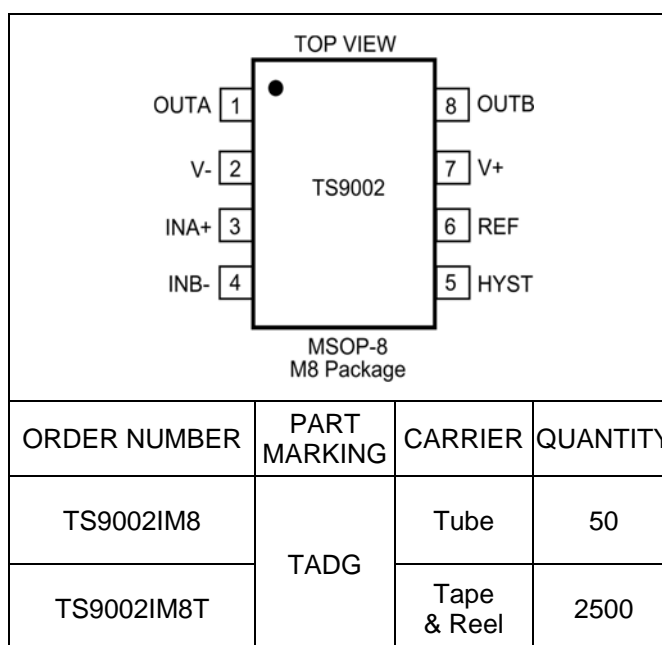 TOP VIEW
OUTA 1 8 OUTB
V- 2 7 V+
TS9002
INA+ 3 6 REF
INB- 4 5 HYST
MSOP-8
M8 Package
ORDER NUMBER PART MARKING CARRIER QUANTITY
TS9002IM8 TADG Tube 50
TS9002IM8T Tape & Reel 2500